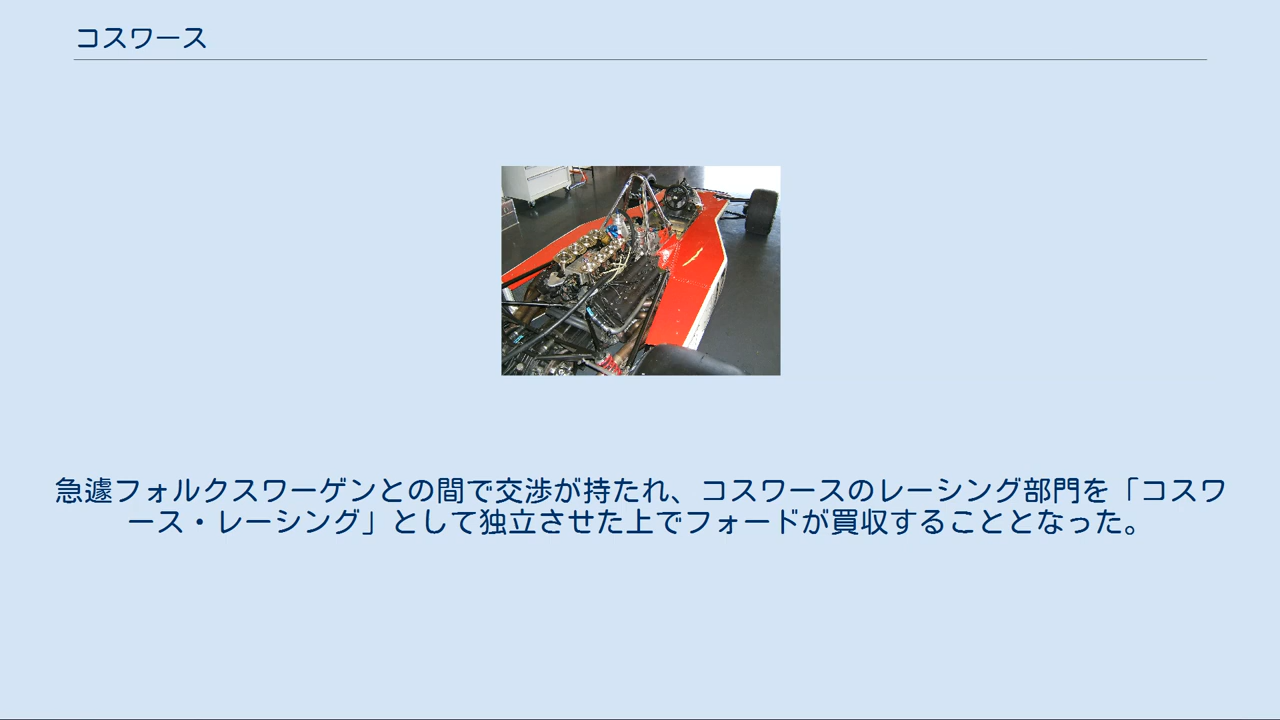 コスワース
急遽フォルクスワーゲンとの間で交渉が持たれ、コスワースのレーシング部門を「コスワ
ース・レーシング」として独立させた上でフォードが買収することとなった。